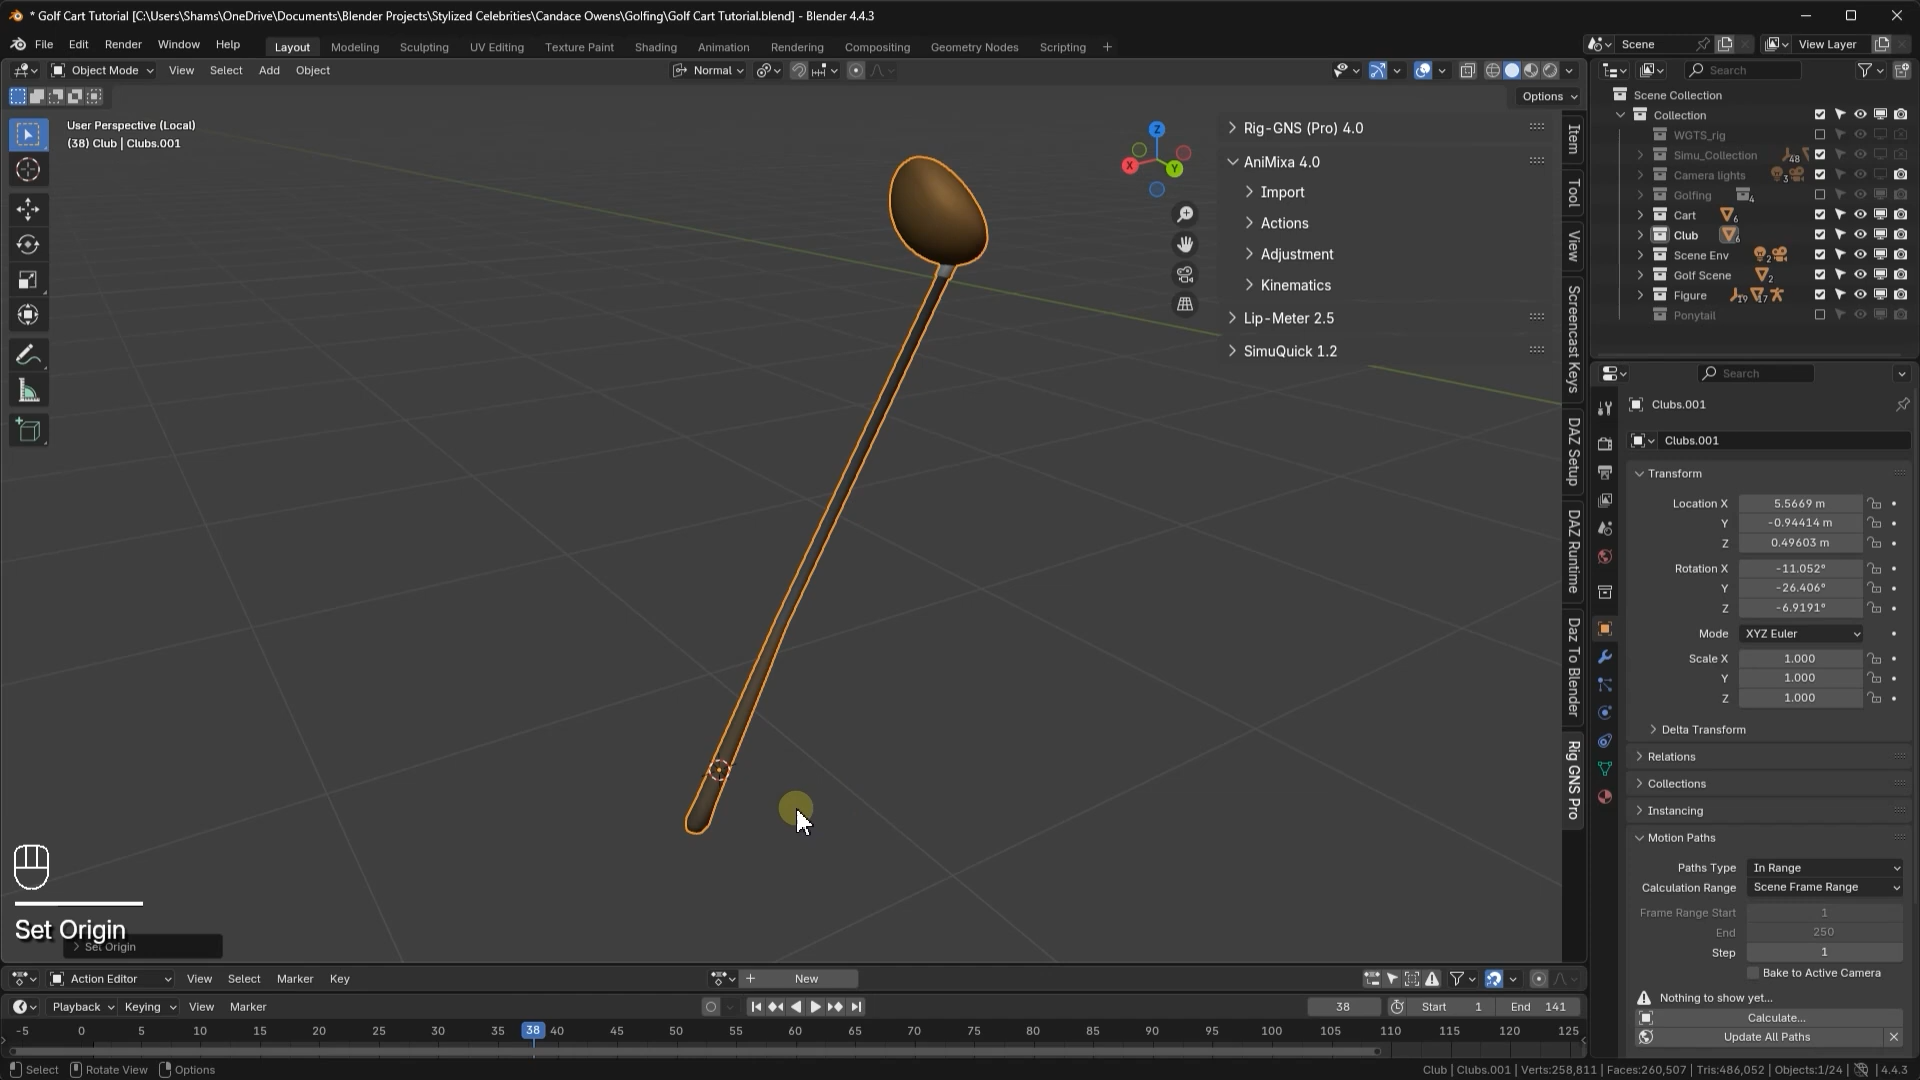 * Golf Cart Tutorial [C:\Users\Shams\OneDrive\Documents\Blender Projects\Stylized Celebrities\Candace Owens\Golfing\Golf Cart Tutorial.blend] - Blender 4.4.3
File Edit Render Window Help Layout Modeling Sculpting UV Editing Texture Paint Shading Animation Rendering Compositing Geometry Nodes Scripting + Scene View Layer
Object Mode View Select Add Object Normal Search
Options
User Perspective (Local)
(38) Club | Clubs.001
Z
X
Y
Rig-GNS (Pro) 4.0
AniMixa 4.0
Import
Actions
Adjustment
Kinematics
Lip-Meter 2.5
SimuQuick 1.2
Item
Tool
View
Screencast Keys
DAZ Setup
DAZ Runtime
Daz To Blender
Rig GNS Pro
Scene Collection
Collection
WGTS_rig
Simu_Collection 48
Camera lights 3
Golfing 4
Cart 6
Club 6
Scene Env 2
Golf Scene 2
Figure 19 17
Ponytail
Search
Clubs.001
Clubs.001
Transform
Location X 5.5669 m
Y -0.94414 m
Z 0.49603 m
Rotation X -11.052°
Y -26.406°
Z -6.9191°
Mode XYZ Euler
Scale X 1.000
Y 1.000
Z 1.000
Delta Transform
Relations
Collections
Instancing
Motion Paths
Paths Type In Range
Calculation Range Scene Frame Range
Frame Range Start 1
End 250
Step 1
Bake to Active Camera
Nothing to show yet...
Calculate...
Update All Paths
Set Origin
Set Origin
Action Editor View Select Marker Key + New
Playback Keying View Marker 38 Start 1 End 141
-5 0 5 10 15 20 25 30 35 38 40 45 50 55 60 65 70 75 80 85 90 95 100 105 110 115 120 125
Select Rotate View Options Club | Clubs.001 | Verts:258,811 | Faces:260,507 | Tris:486,052 | Objects:1/24 | 4.4.3